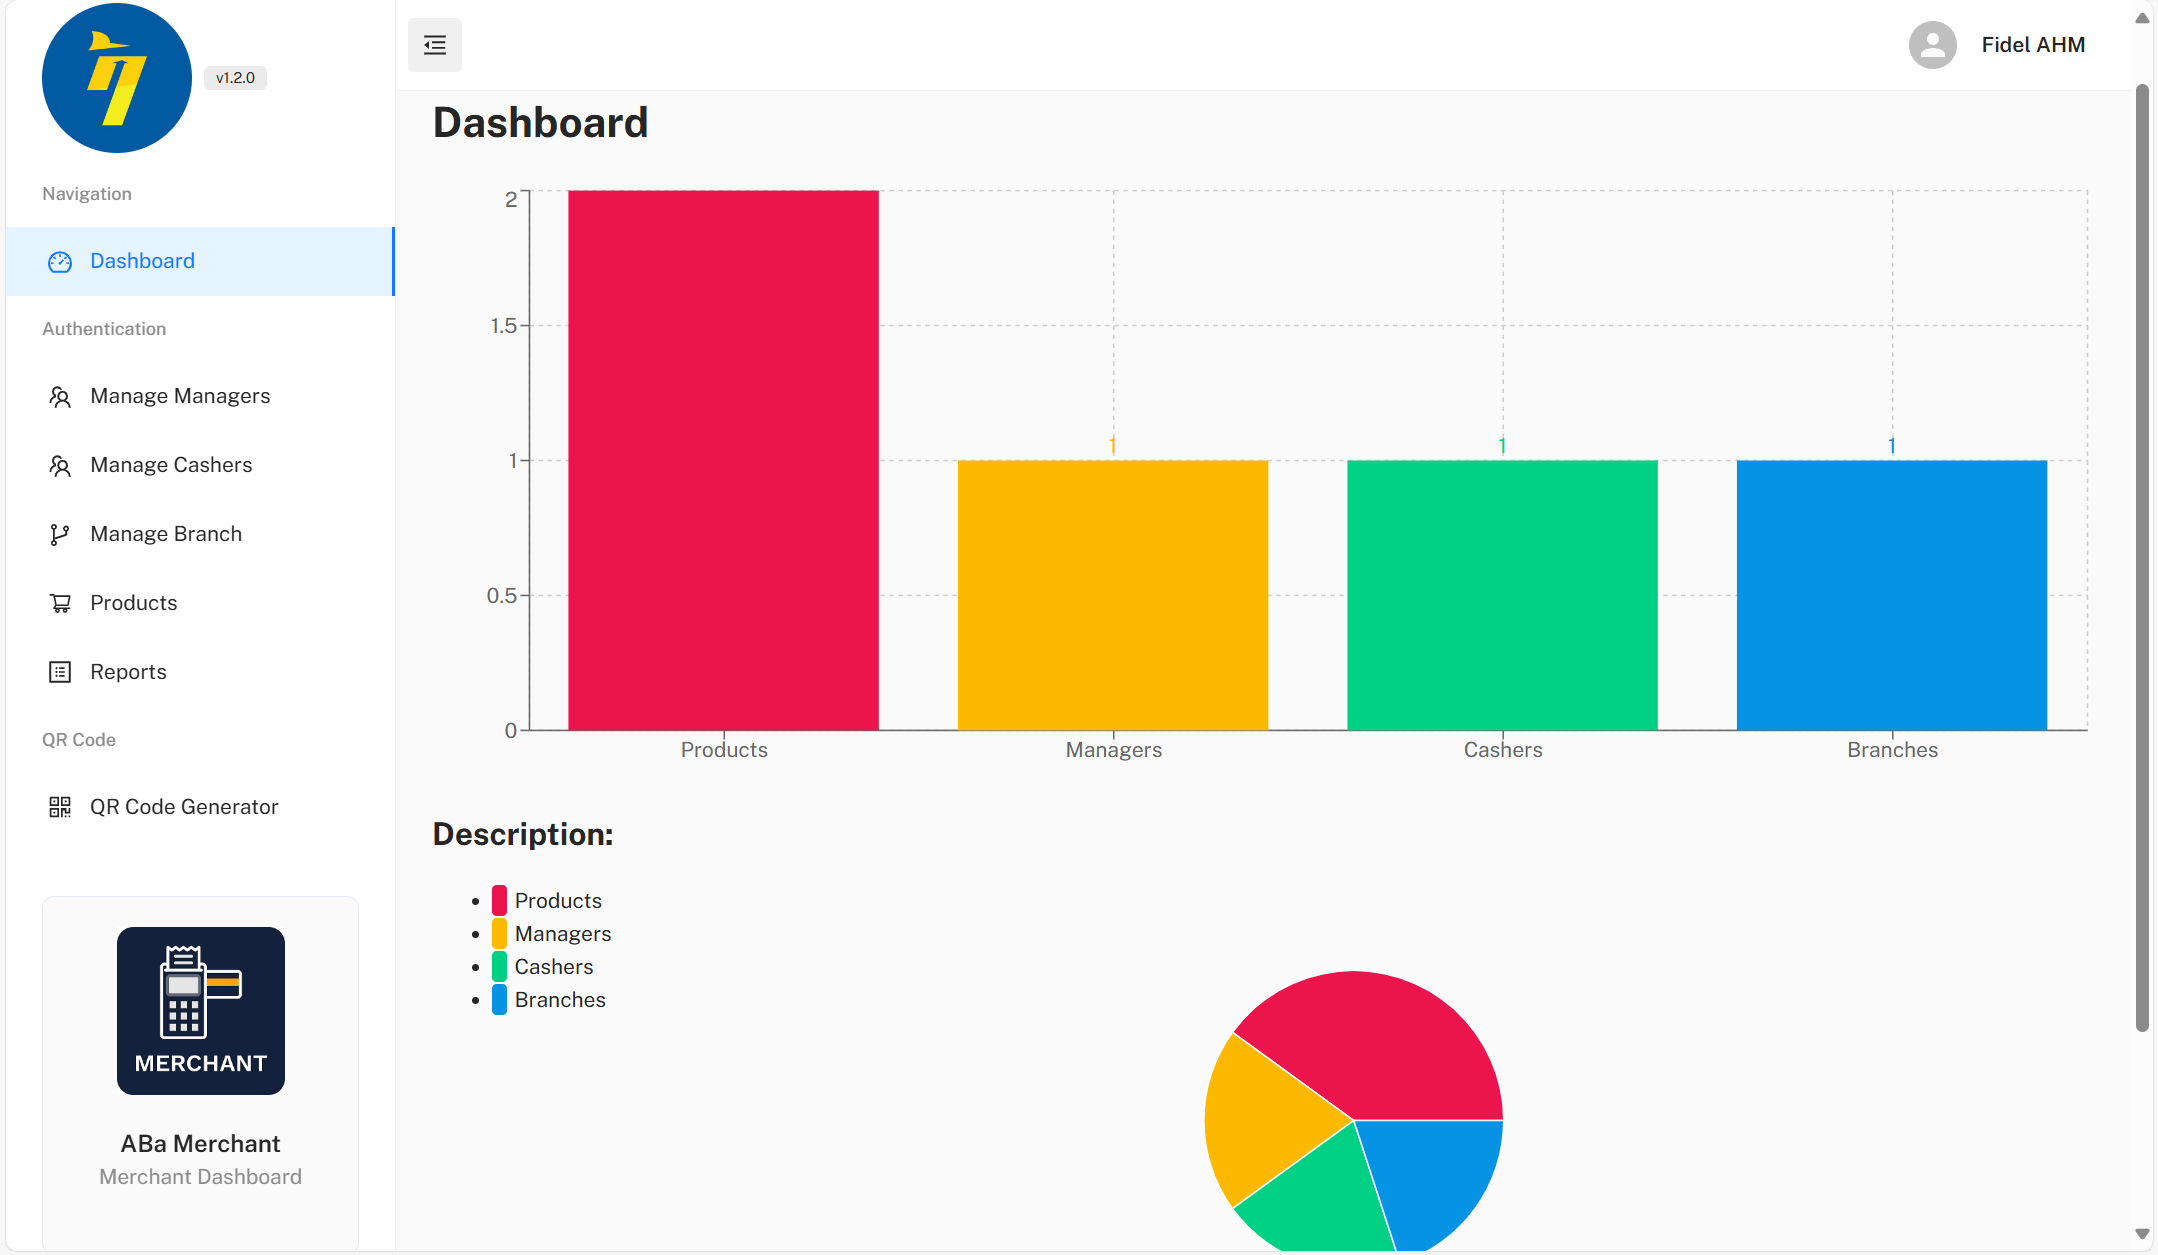 v1.2.0
Fidel AHM
Navigation
Dashboard
Authentication
Manage Managers
Manage Cashers
Manage Branch
Products
Reports
QR Code
QR Code Generator
MERCHANT
ABa Merchant
Merchant Dashboard
Dashboard
2
1.5
1
0.5
0
1
1
1
Products
Managers
Cashers
Branches
Description:
Products
Managers
Cashers
Branches